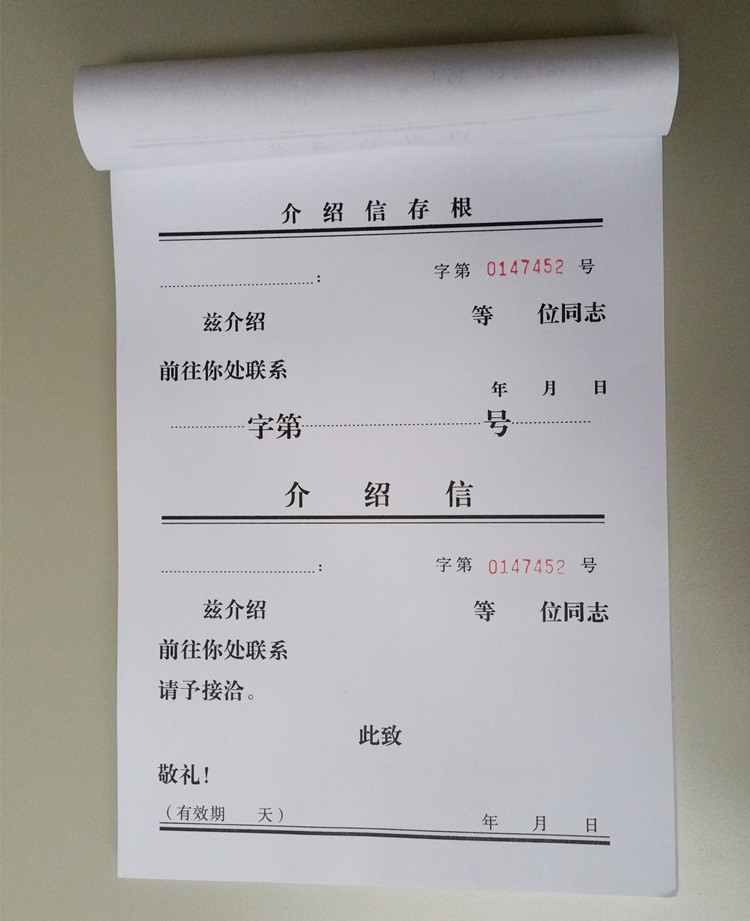 介绍信存根
：
字第 0147452 号
兹介绍 等 位同志
前往你处联系
年 月 日
字第 号
介绍信
：
字第 0147452 号
兹介绍 等 位同志
前往你处联系
请予接洽。
此致
敬礼！
（有效期 天） 年 月 日